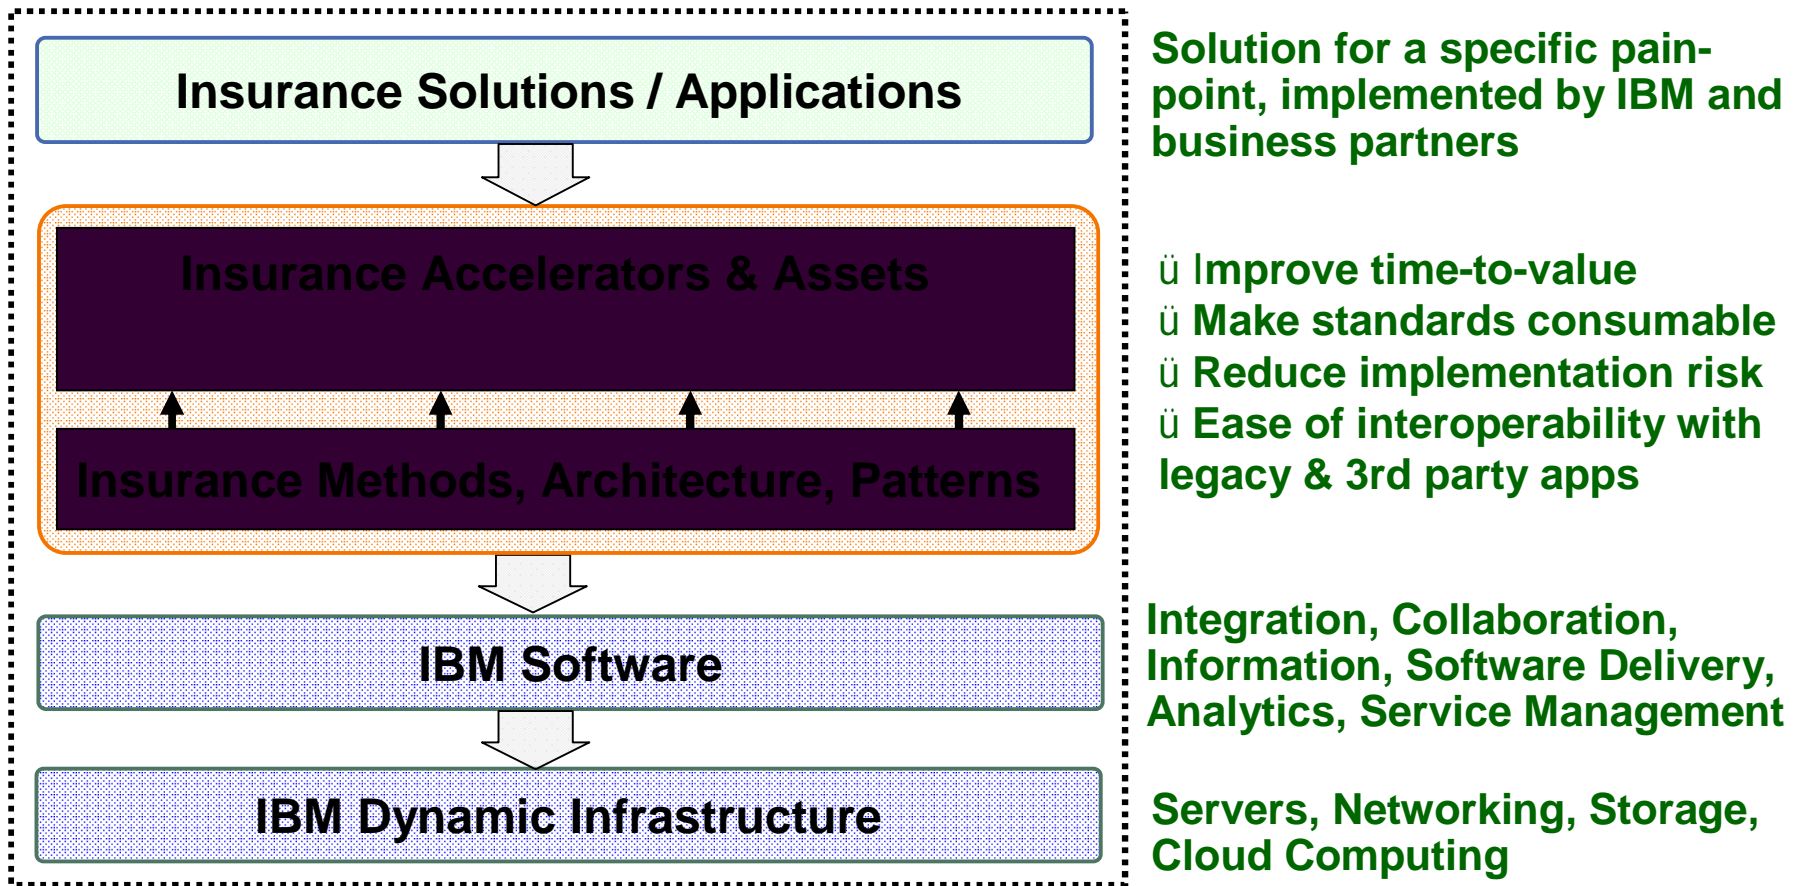 Insurance Solutions / Applications
Solution for a specific pain-
point, implemented by IBM and
business partners
Insurance Accelerators & Assets
ü Improve time-to-value
ü Make standards consumable
ü Reduce implementation risk
ü Ease of interoperability with
legacy & 3rd party apps
Insurance Methods, Architecture, Patterns
IBM Software
Integration, Collaboration,
Information, Software Delivery,
Analytics, Service Management
IBM Dynamic Infrastructure
Servers, Networking, Storage,
Cloud Computing